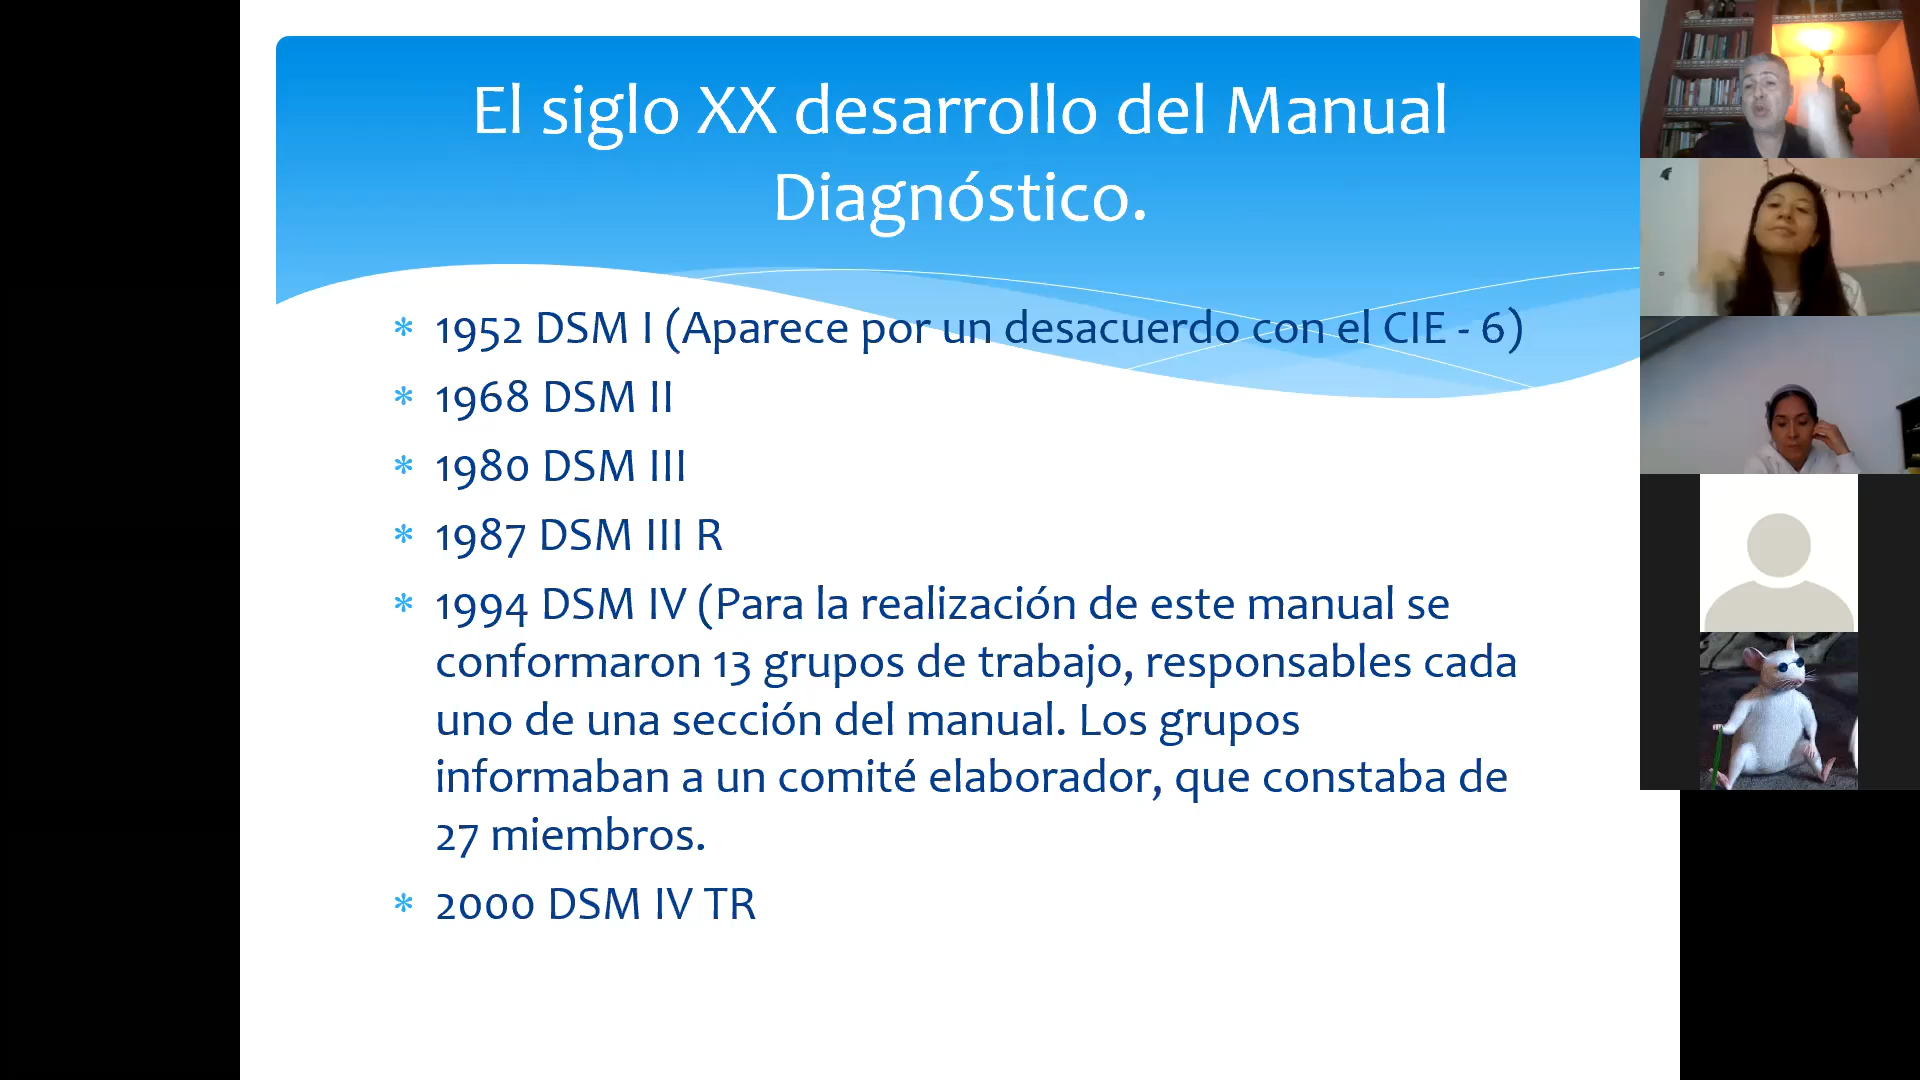 El siglo XX desarrollo del Manual
Diagnóstico.
* 1952 DSM I (Aparece por un desacuerdo con el CIE - 6)
* 1968 DSM II
* 1980 DSM III
* 1987 DSM III R
* 1994 DSM IV (Para la realización de este manual se
conformaron 13 grupos de trabajo, responsables cada
uno de una sección del manual. Los grupos
informaban a un comité elaborador, que constaba de
27 miembros.
* 2000 DSM IV TR